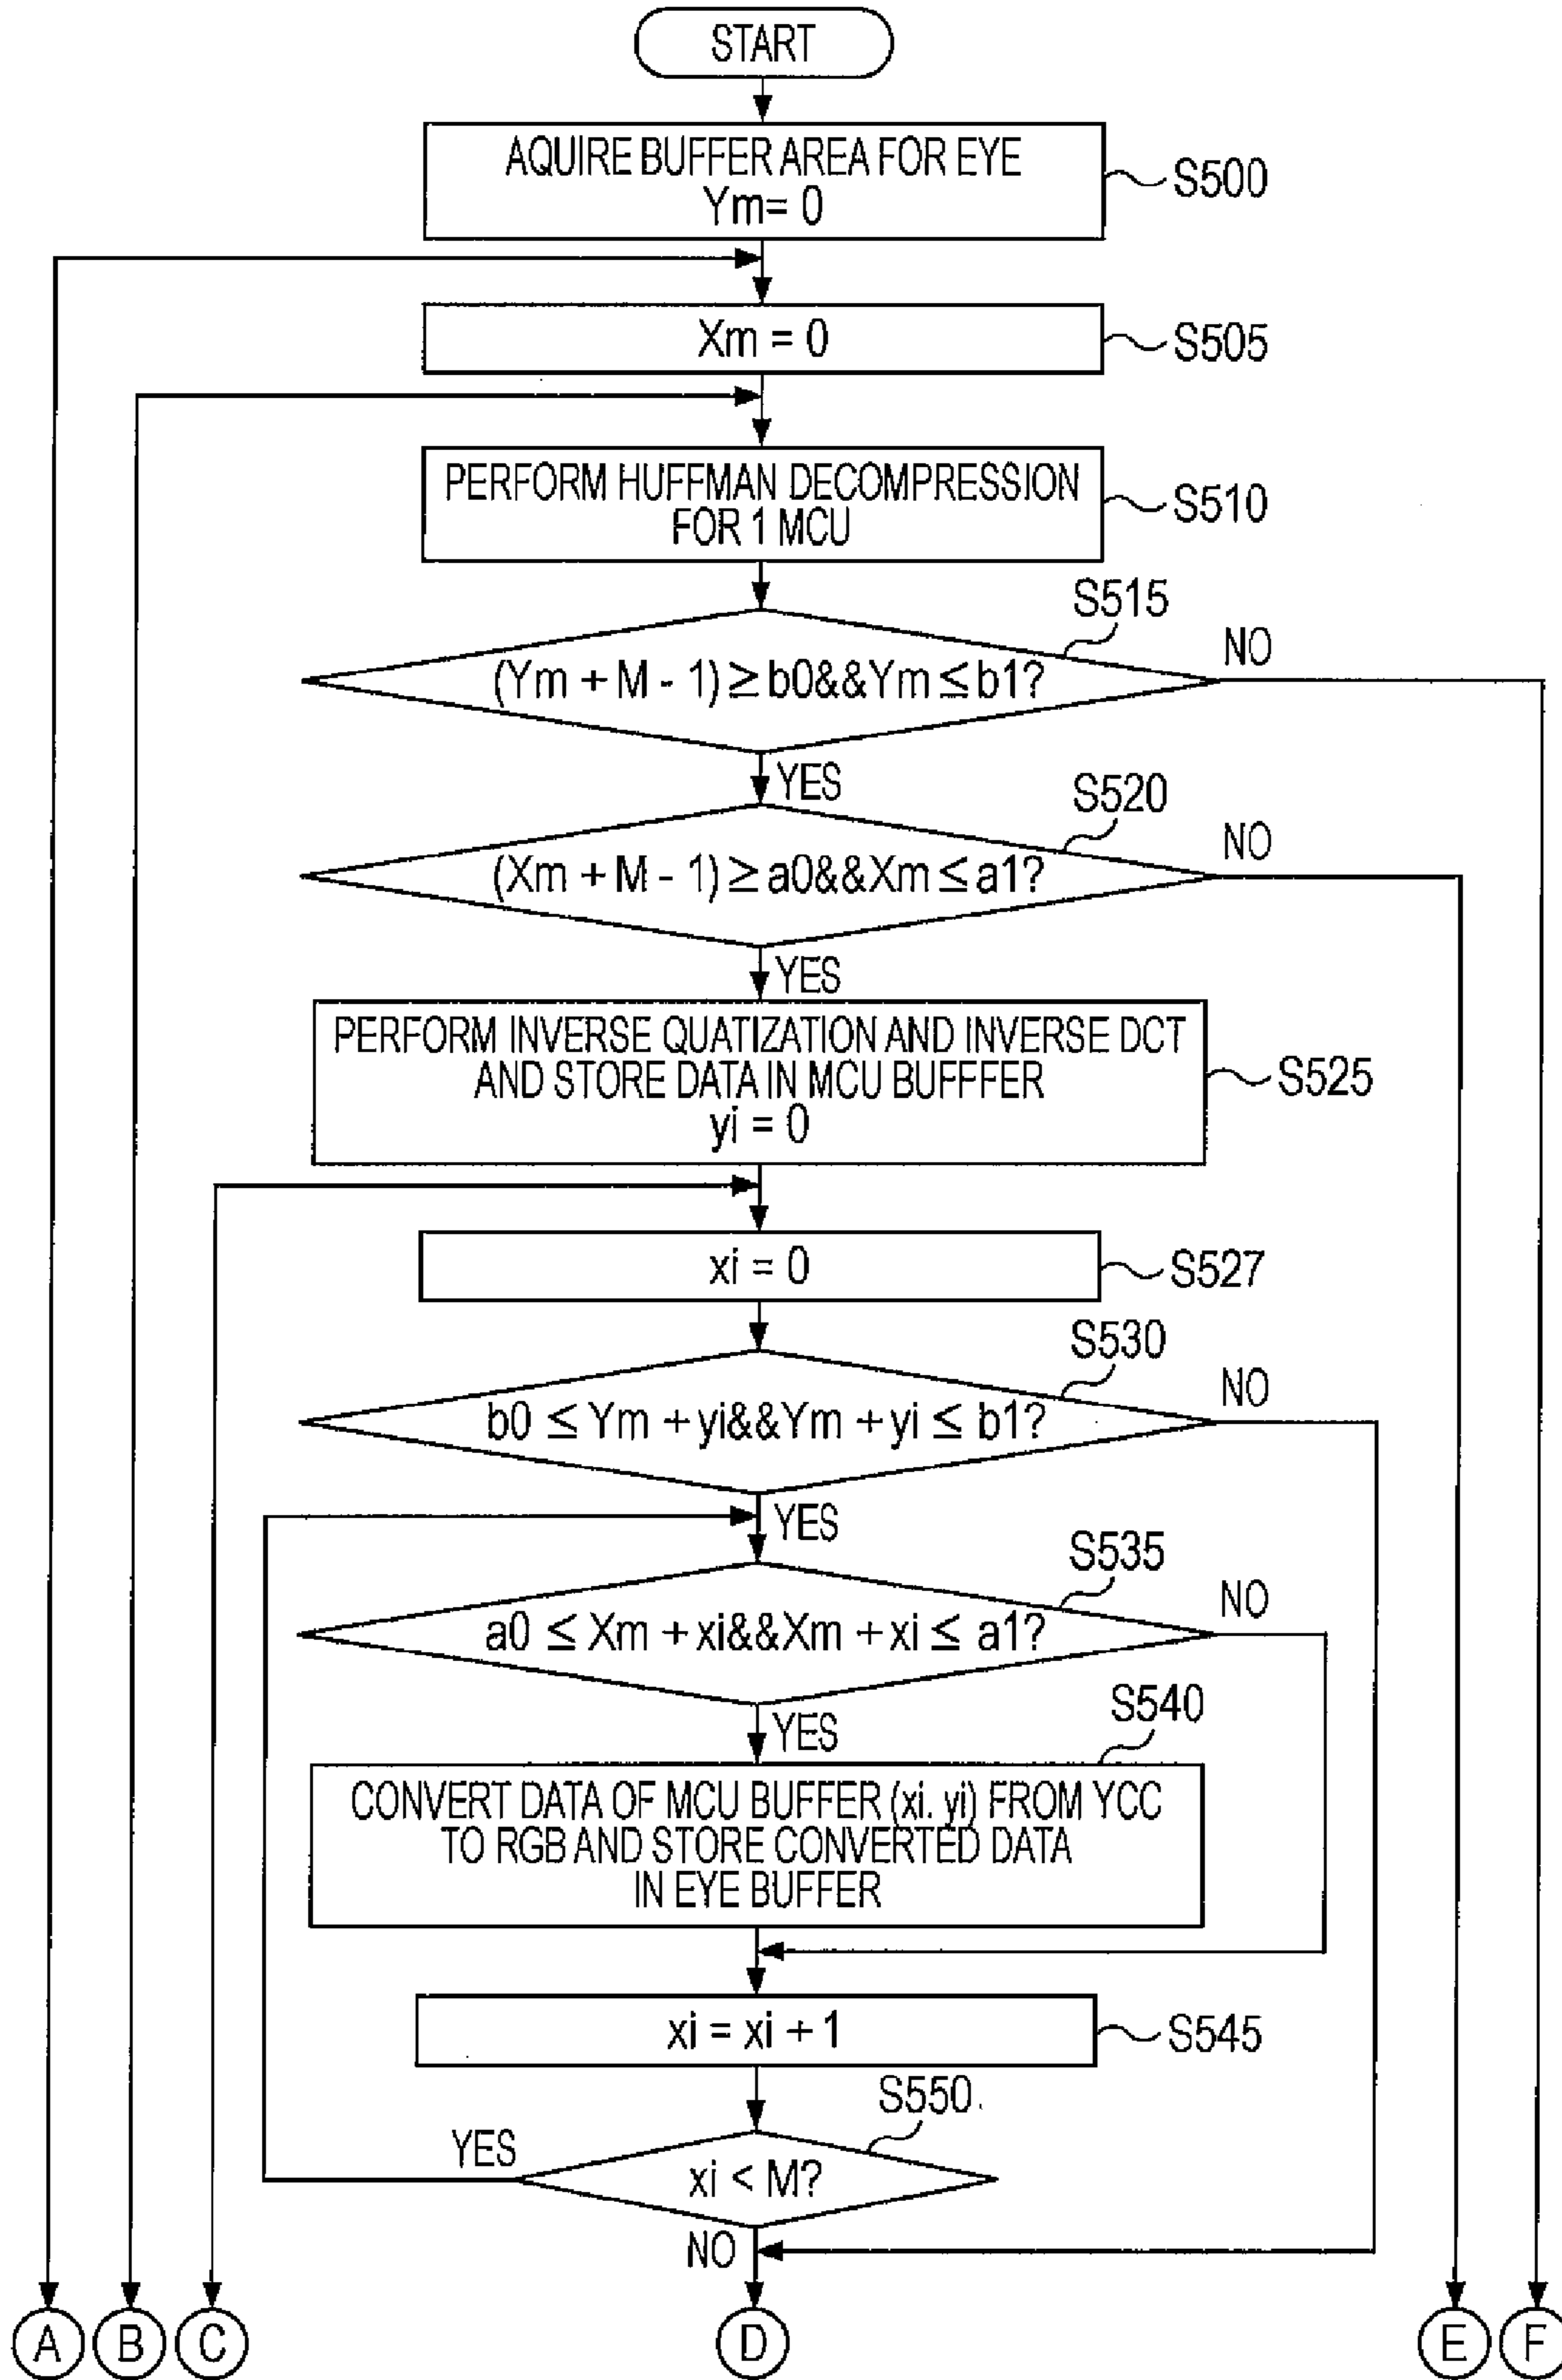 START
AQUIRE BUFFER AREA FOR EYE
Ym= 0
S500
Xm = 0
S505
PERFORM HUFFMAN DECOMPRESSION
FOR 1 MCU
S510
S515
(Ym + M - 1) ≥ b0&&Ym ≤ b1?
NO
YES
S520
(Xm + M - 1) ≥ a0&&Xm ≤ a1?
NO
YES
PERFORM INVERSE QUATIZATION AND INVERSE DCT
AND STORE DATA IN MCU BUFFFER
yi = 0
S525
xi = 0
S527
S530
b0 ≤ Ym + yi&&Ym + yi ≤ b1?
NO
YES
S535
a0 ≤ Xm + xi&&Xm + xi ≤ a1?
NO
YES
S540
CONVERT DATA OF MCU BUFFER (xi. yi) FROM YCC
TO RGB AND STORE CONVERTED DATA
IN EYE BUFFER
xi = xi + 1
S545
S550
YES
xi < M?
NO
A B C D E F